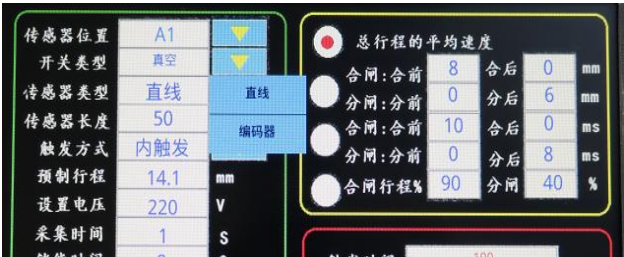 传感器位置 A1
开关类型 真空
传感器类型 直线
传感器长度 50
触发方式 内触发
预制行程 14.1 mm
设置电压 220 V
采集时间 1 S
直线
编码器
总行程的平均速度
合闸:合前 8 合后 0 mm
分闸:分前 0 分后 6 mm
合闸:合前 10 合后 0 ms
分闸:分前 0 分后 8 ms
合闸行程% 90 分闸 40 %
100